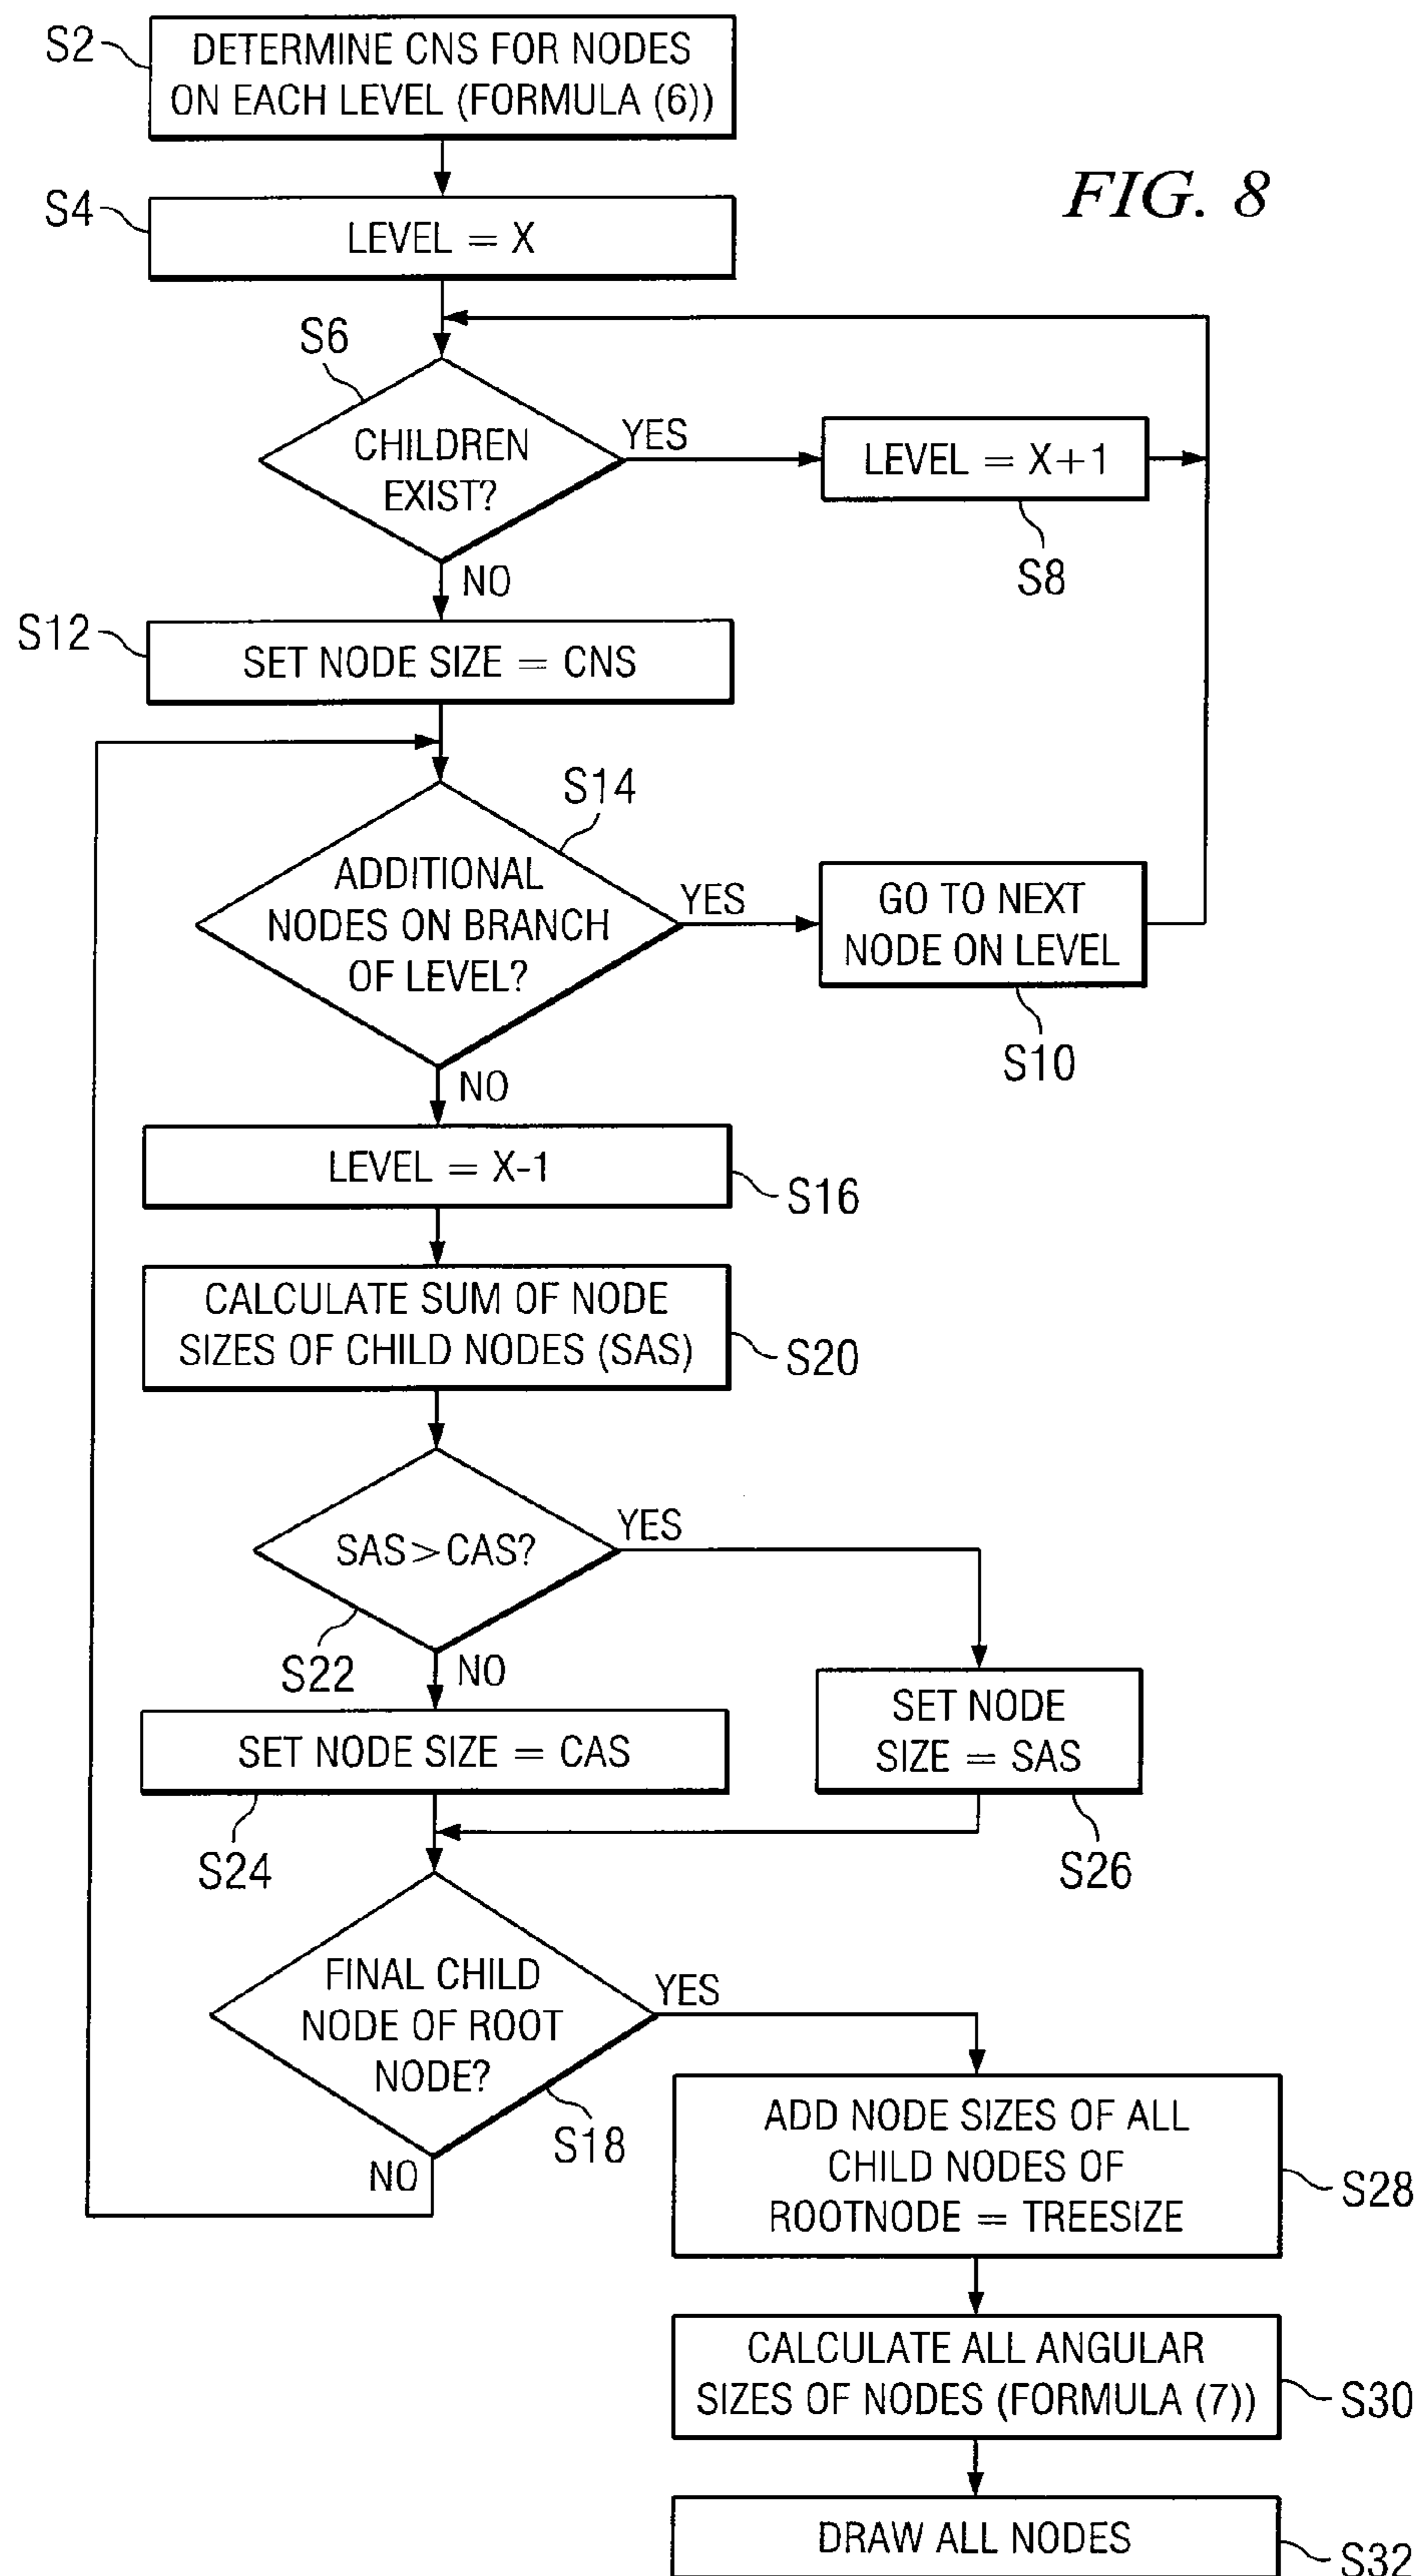 S2
DETERMINE CNS FOR NODES
ON EACH LEVEL (FORMULA (6))
FIG. 8
S4
LEVEL = X
S6
CHILDREN
EXIST?
YES
LEVEL = X+1
S8
NO
S12
SET NODE SIZE = CNS
S14
ADDITIONAL
NODES ON BRANCH
OF LEVEL?
YES
GO TO NEXT
NODE ON LEVEL
S10
NO
LEVEL = X-1
S16
CALCULATE SUM OF NODE
SIZES OF CHILD NODES (SAS)
S20
SAS>CAS?
YES
S22
NO
SET NODE SIZE = CAS
S24
SET NODE
SIZE = SAS
S26
FINAL CHILD
NODE OF ROOT
NODE?
YES
S18
NO
ADD NODE SIZES OF ALL
CHILD NODES OF
ROOTNODE = TREESIZE
S28
CALCULATE ALL ANGULAR
SIZES OF NODES (FORMULA (7))
S30
DRAW ALL NODES
S32